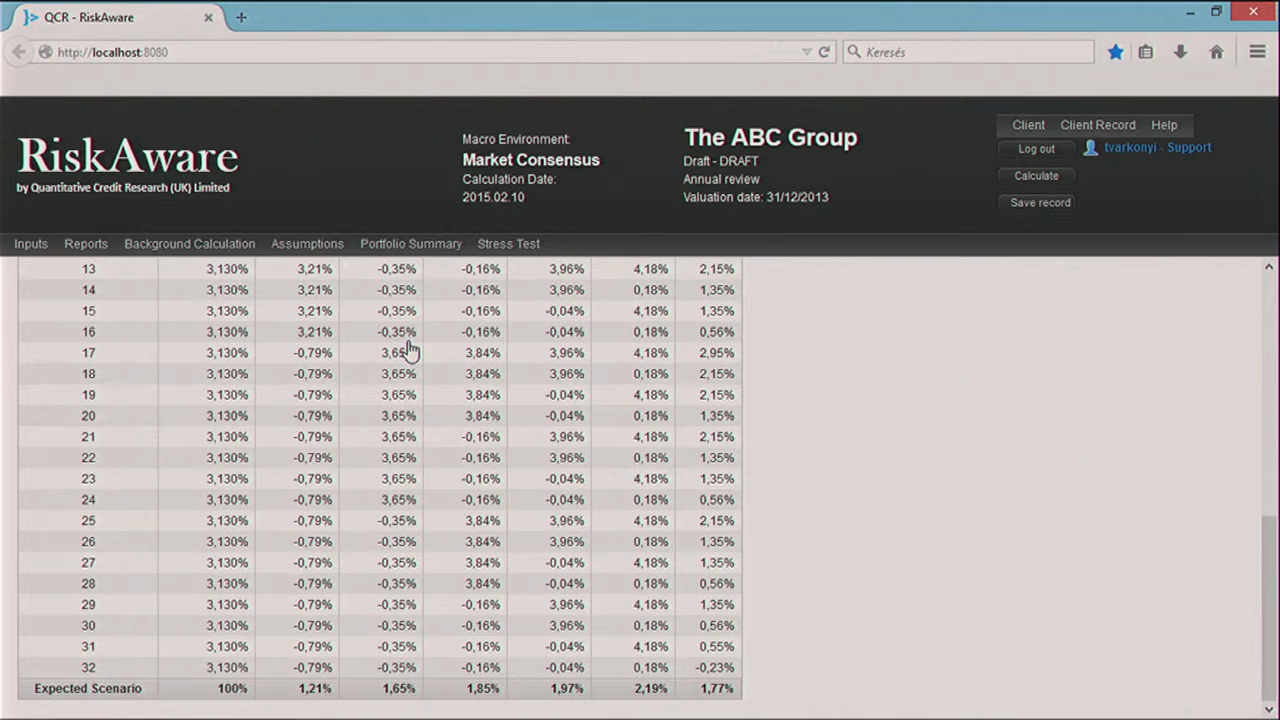 QCR - RiskAware
http://localhost:8080
Keresés
RiskAware
by Quantitative Credit Research (UK) Limited
Macro Environment:
Market Consensus
Calculation Date:
2015.02.10
The ABC Group
Draft - DRAFT
Annual review
Valuation date: 31/12/2013
Client Client Record Help
Log out tvarkonyi - Support
Calculate
Save record
Inputs Reports Background Calculation Assumptions Portfolio Summary Stress Test
13 3,130% 3,21% -0,35% -0,16% 3,96% 4,18% 2,15%
14 3,130% 3,21% -0,35% -0,16% 3,96% 0,18% 1,35%
15 3,130% 3,21% -0,35% -0,16% -0,04% 4,18% 1,35%
16 3,130% 3,21% -0,35% -0,16% -0,04% 0,18% 0,56%
17 3,130% -0,79% 3,65% 3,84% 3,96% 4,18% 2,95%
18 3,130% -0,79% 3,65% 3,84% 3,96% 0,18% 2,15%
19 3,130% -0,79% 3,65% 3,84% -0,04% 4,18% 2,15%
20 3,130% -0,79% 3,65% 3,84% -0,04% 0,18% 1,35%
21 3,130% -0,79% 3,65% -0,16% 3,96% 4,18% 2,15%
22 3,130% -0,79% 3,65% -0,16% 3,96% 0,18% 1,35%
23 3,130% -0,79% 3,65% -0,16% -0,04% 4,18% 1,35%
24 3,130% -0,79% 3,65% -0,16% -0,04% 0,18% 0,56%
25 3,130% -0,79% -0,35% 3,84% 3,96% 4,18% 2,15%
26 3,130% -0,79% -0,35% 3,84% 3,96% 0,18% 1,35%
27 3,130% -0,79% -0,35% 3,84% -0,04% 4,18% 1,35%
28 3,130% -0,79% -0,35% 3,84% -0,04% 0,18% 0,56%
29 3,130% -0,79% -0,35% -0,16% 3,96% 4,18% 1,35%
30 3,130% -0,79% -0,35% -0,16% 3,96% 0,18% 0,56%
31 3,130% -0,79% -0,35% -0,16% -0,04% 4,18% 0,55%
32 3,130% -0,79% -0,35% -0,16% -0,04% 0,18% -0,23%
Expected Scenario 100% 1,21% 1,65% 1,85% 1,97% 2,19% 1,77%